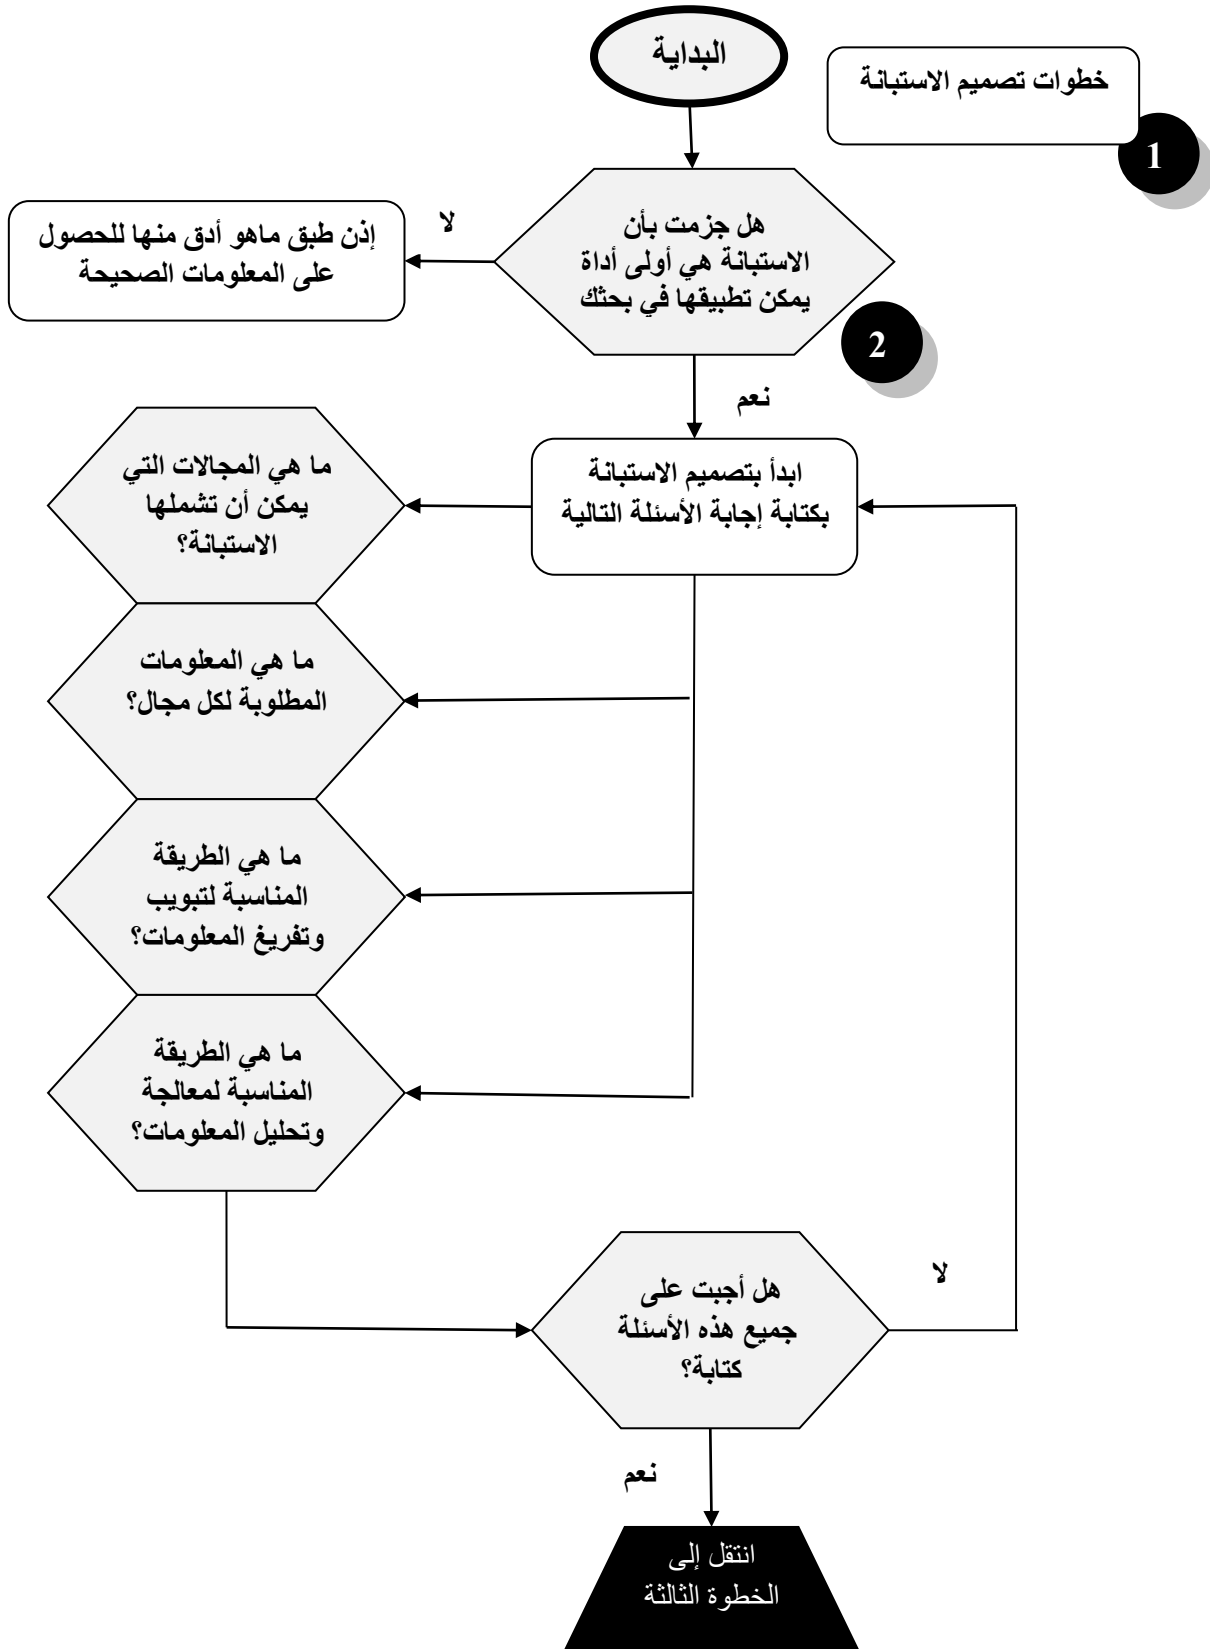 البداية
خطوات تصميم الاستبانة
1
هل جزمت بأن
الاستبانة هي أولى أداة
يمكن تطبيقها في بحثك
لا
إذن طبق ماهو أدق منها للحصول
على المعلومات الصحيحة
2
نعم
ابدأ بتصميم الاستبانة
بكتابة إجابة الأسئلة التالية
ما هي المجالات التي
يمكن أن تشملها
الاستبانة؟
ما هي المعلومات
المطلوبة لكل مجال؟
ما هي الطريقة
المناسبة لتبويب
وتفريغ المعلومات؟
ما هي الطريقة
المناسبة لمعالجة
وتحليل المعلومات؟
هل أجبت على
جميع هذه الأسئلة
كتابة؟
لا
نعم
انتقل إلى
الخطوة الثالثة